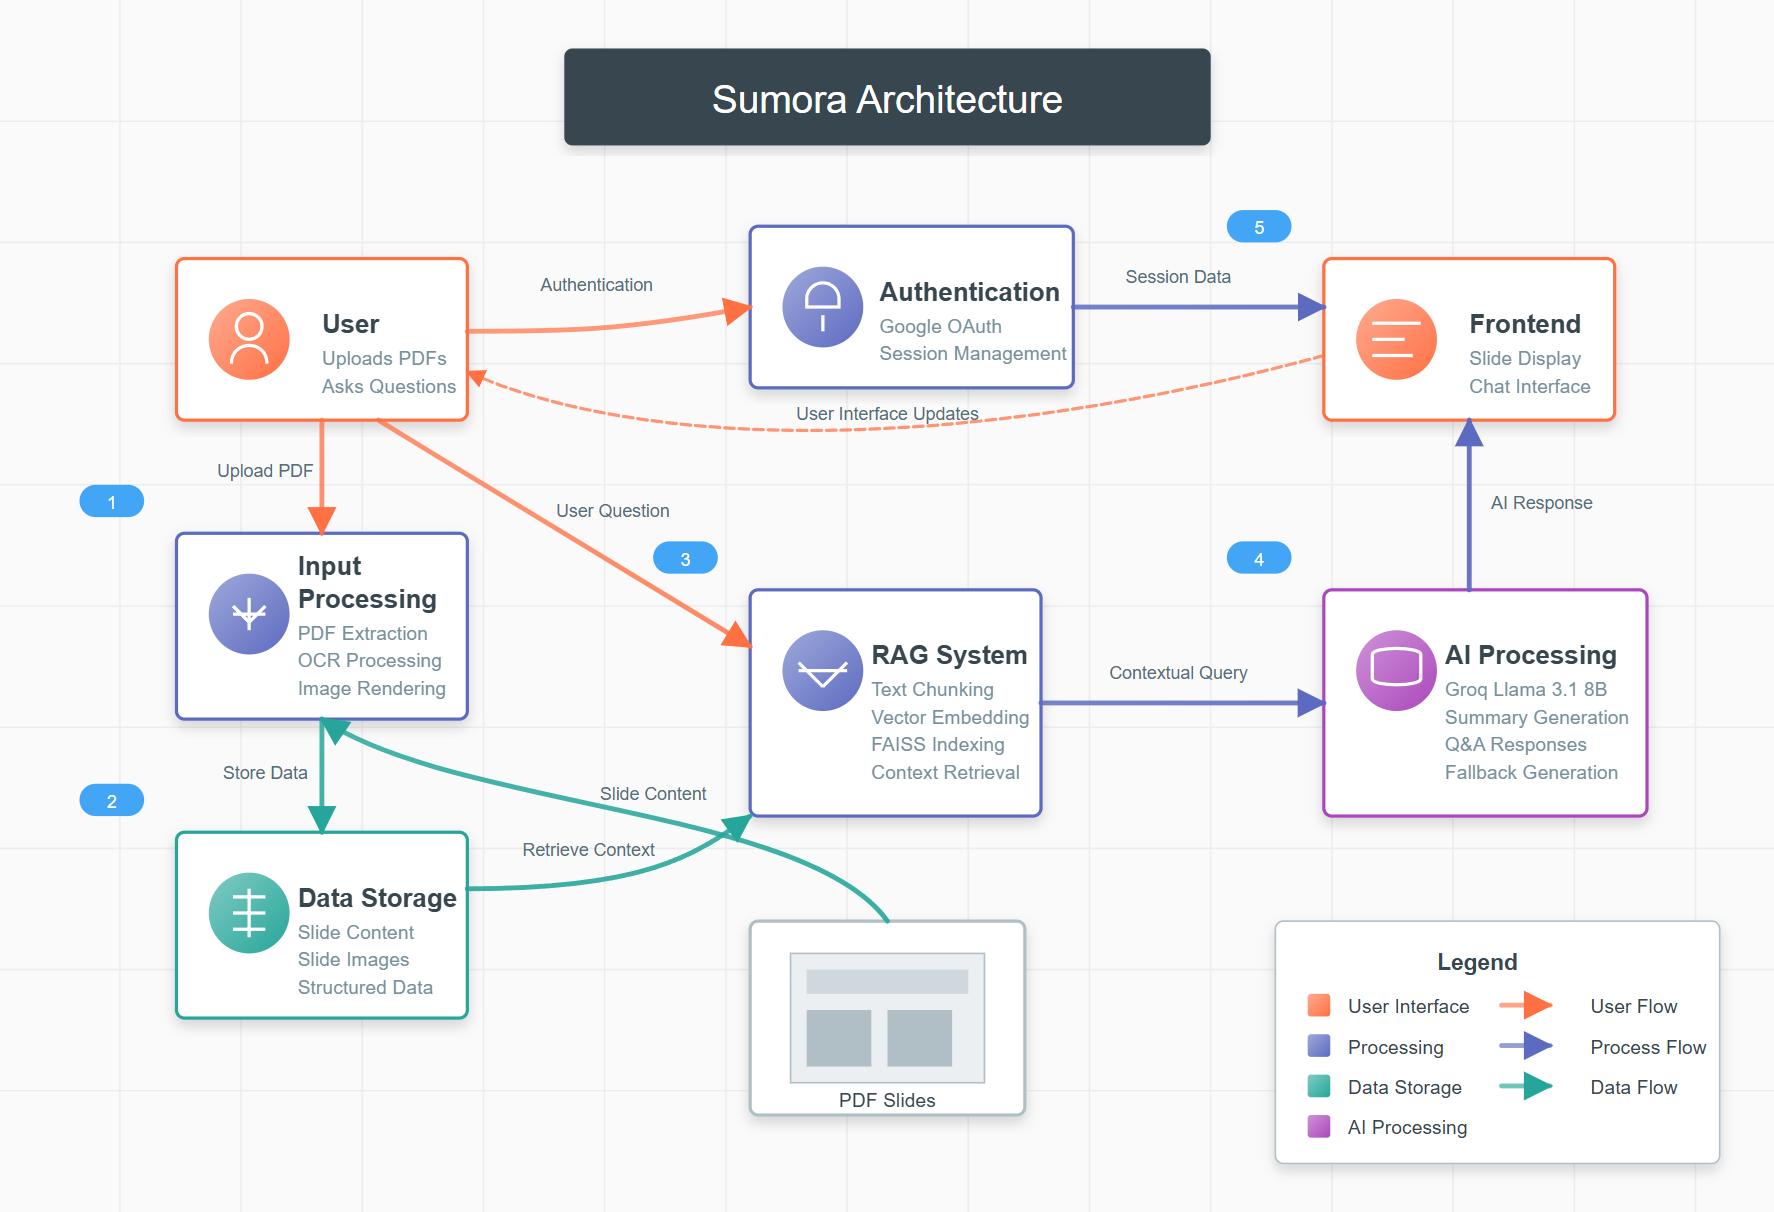 Sumora Architecture
5
User
Uploads PDFs
Asks Questions
Authentication
Authentication
Google OAuth
Session Management
Session Data
Frontend
Slide Display
Chat Interface
User Interface Updates
Upload PDF
1
User Question
3
4
AI Response
Input
Processing
PDF Extraction
OCR Processing
Image Rendering
RAG System
Text Chunking
Vector Embedding
FAISS Indexing
Context Retrieval
Contextual Query
AI Processing
Groq Llama 3.1 8B
Summary Generation
Q&A Responses
Fallback Generation
Store Data
2
Slide Content
Retrieve Context
Data Storage
Slide Content
Slide Images
Structured Data
PDF Slides
Legend
User Interface
User Flow
Processing
Process Flow
Data Storage
Data Flow
AI Processing